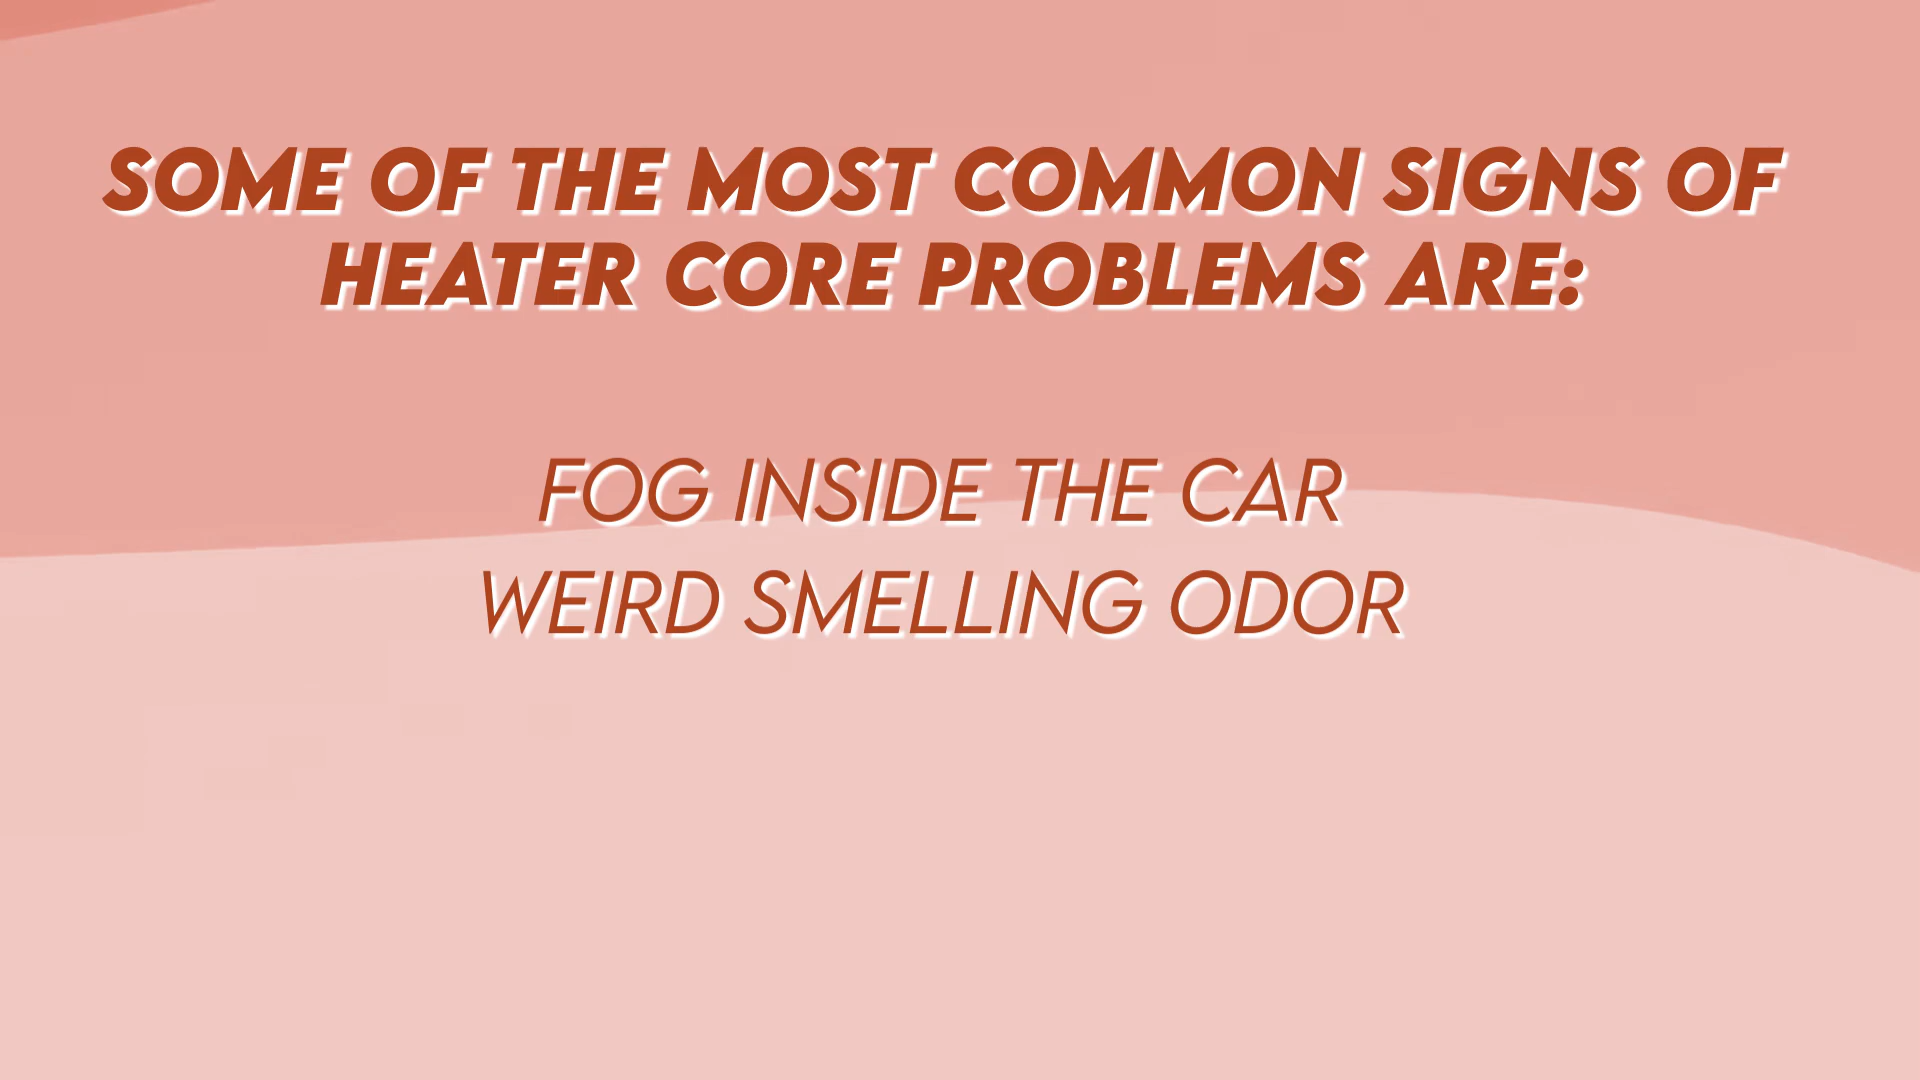 SOME OF THE MOST COMMON SIGNS OF
HEATER CORE PROBLEMS ARE:
FOG INSIDE THE CAR
WEIRD SMELLING ODOR